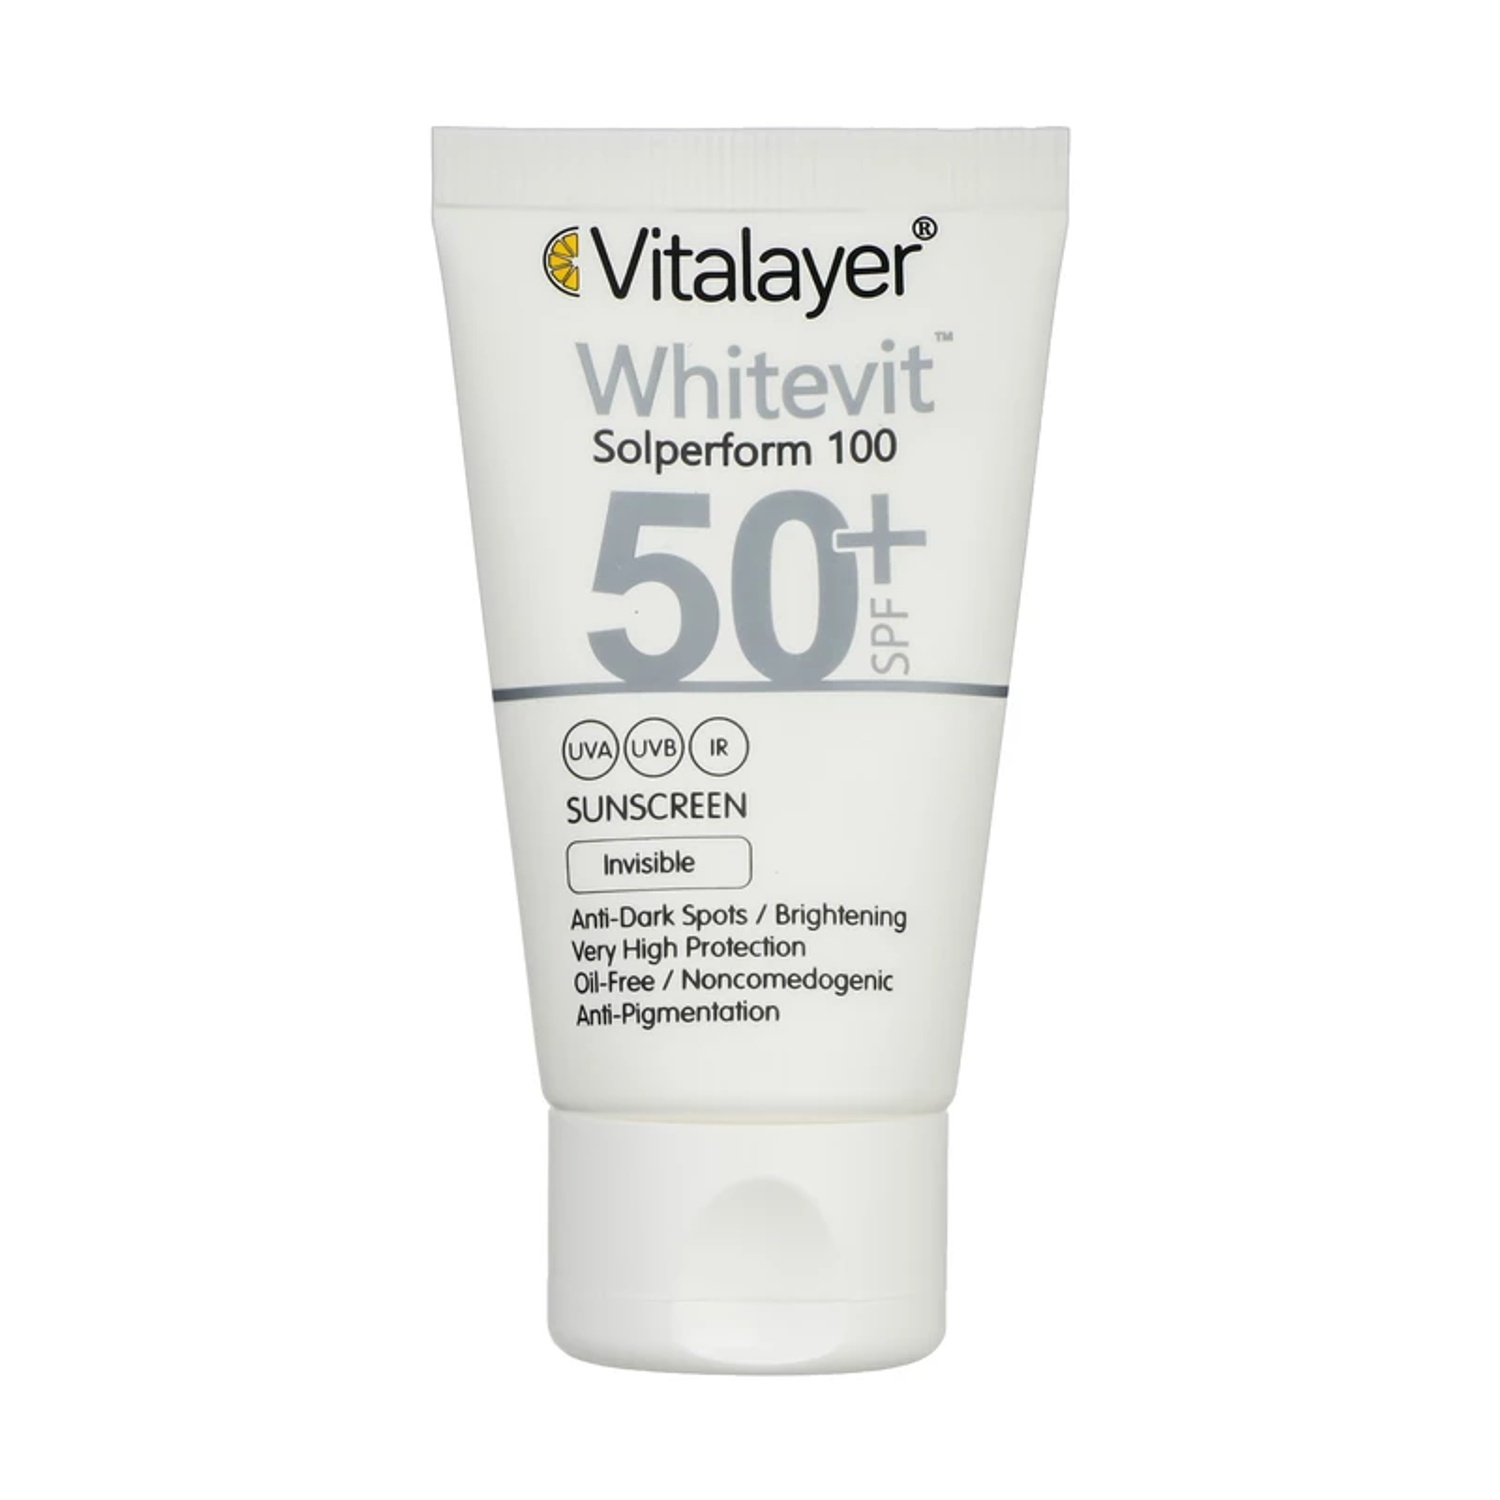 Vitalayer®
Whitevit™
Solperform 100
50+
SPF
UVA UVB IR
SUNSCREEN
Invisible
Anti-Dark Spots / Brightening
Very High Protection
Oil-Free / Noncomedogenic
Anti-Pigmentation